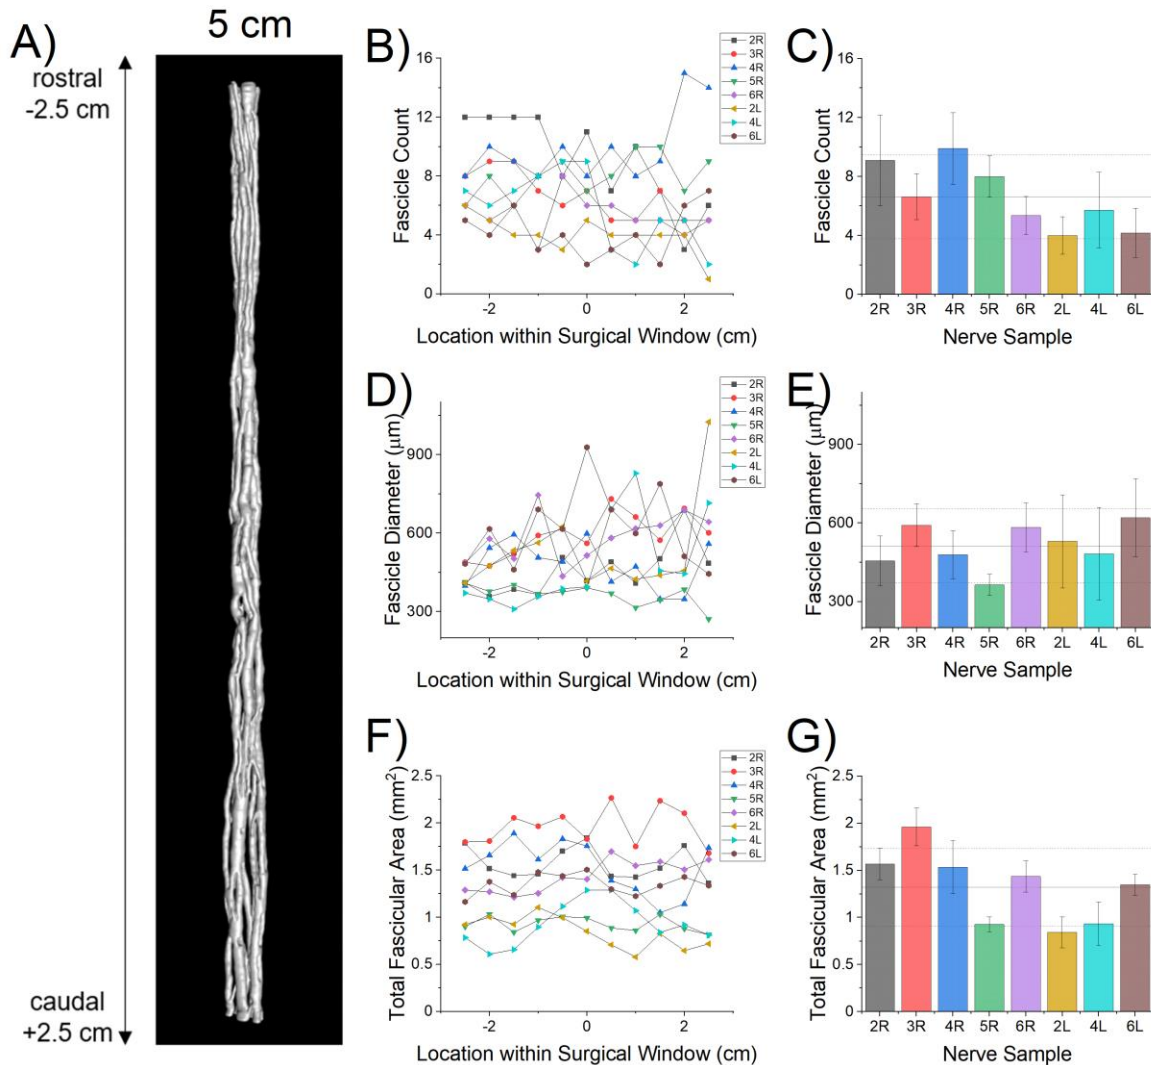 A)
5 cm
rostral
-2.5 cm
caudal
+2.5 cm
B)
Fascicle Count
16
12
8
4
0
-2
0
2
Location within Surgical Window (cm)
2R
3R
4R
5R
6R
2L
4L
6L
C)
Fascicle Count
16
12
8
4
0
2R 3R 4R 5R 6R 2L 4L 6L
Nerve Sample
D)
Fascicle Diameter (μm)
900
600
300
-2
0
2
Location within Surgical Window (cm)
2R
3R
4R
5R
6R
2L
4L
6L
E)
Fascicle Diameter (μm)
900
600
300
2R 3R 4R 5R 6R 2L 4L 6L
Nerve Sample
F)
Total Fascicular Area (mm²)
2.5
2
1.5
1
0.5
0
-2
0
2
Location within Surgical Window (cm)
2R
3R
4R
5R
6R
2L
4L
6L
G)
Total Fascicular Area (mm²)
2.5
2
1.5
1
0.5
0
2R 3R 4R 5R 6R 2L 4L 6L
Nerve Sample